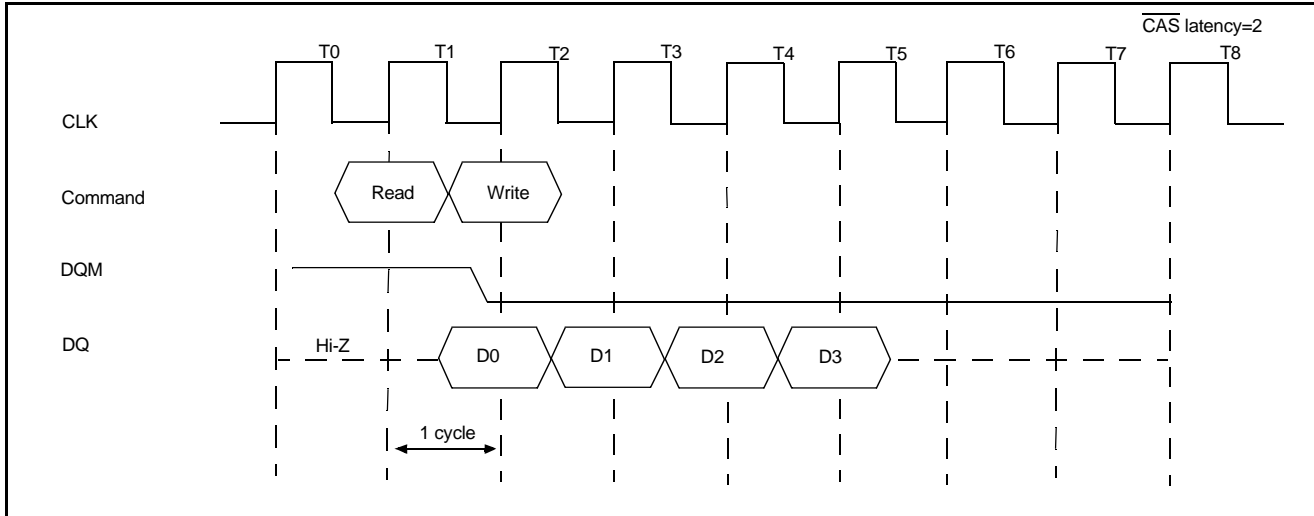 CAS latency=2
T0 T1 T2 T3 T4 T5 T6 T7 T8
CLK
Command Read Write
DQM
DQ Hi-Z D0 D1 D2 D3
1 cycle